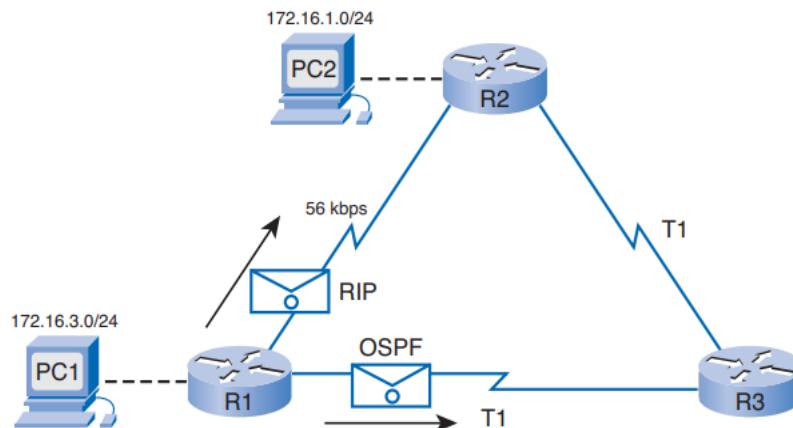 172.16.1.0/24
PC2
R2
56 kbps
T1
RIP
172.16.3.0/24
OSPF
PC1
R1
R3
T1